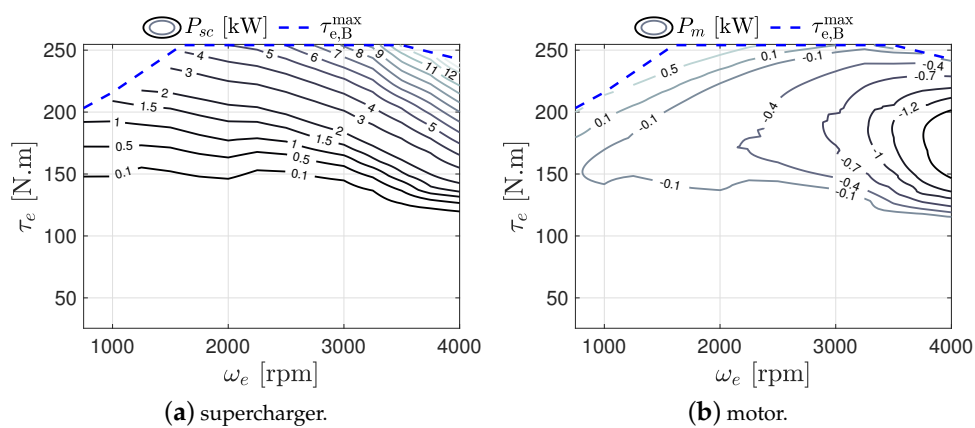 P_sc [kW] τ_e,B^max
P_m [kW] τ_e,B^max
250
200
150
100
50
τ_e [N.m]
4 5 6 7 8 9 11 12
3
2
1.5
1
0.5
0.1
4
3
2
1.5
1
0.5
0.1
5
1000 2000 3000 4000
ω_e [rpm]
(a) supercharger.
250
200
150
100
50
τ_e [N.m]
0.5 0.1 -0.1 -0.4
-0.7
0.1 -0.1 -0.4 -1.2
-1
-0.7
-0.4
-0.1 -0.1
1000 2000 3000 4000
ω_e [rpm]
(b) motor.